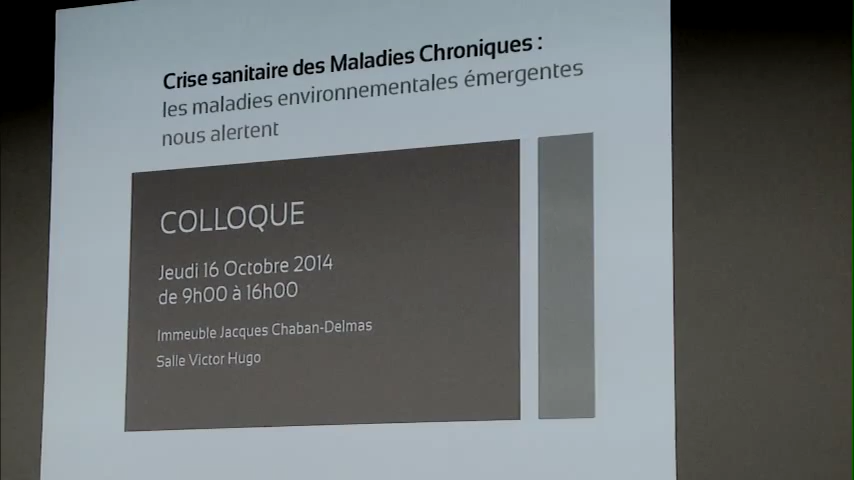 Crise sanitaire des Maladies Chroniques :
les maladies environnementales émergentes
nous alertent
COLLOQUE
Jeudi 16 Octobre 2014
de 9h00 à 16h00
Immeuble Jacques Chaban-Delmas
Salle Victor Hugo